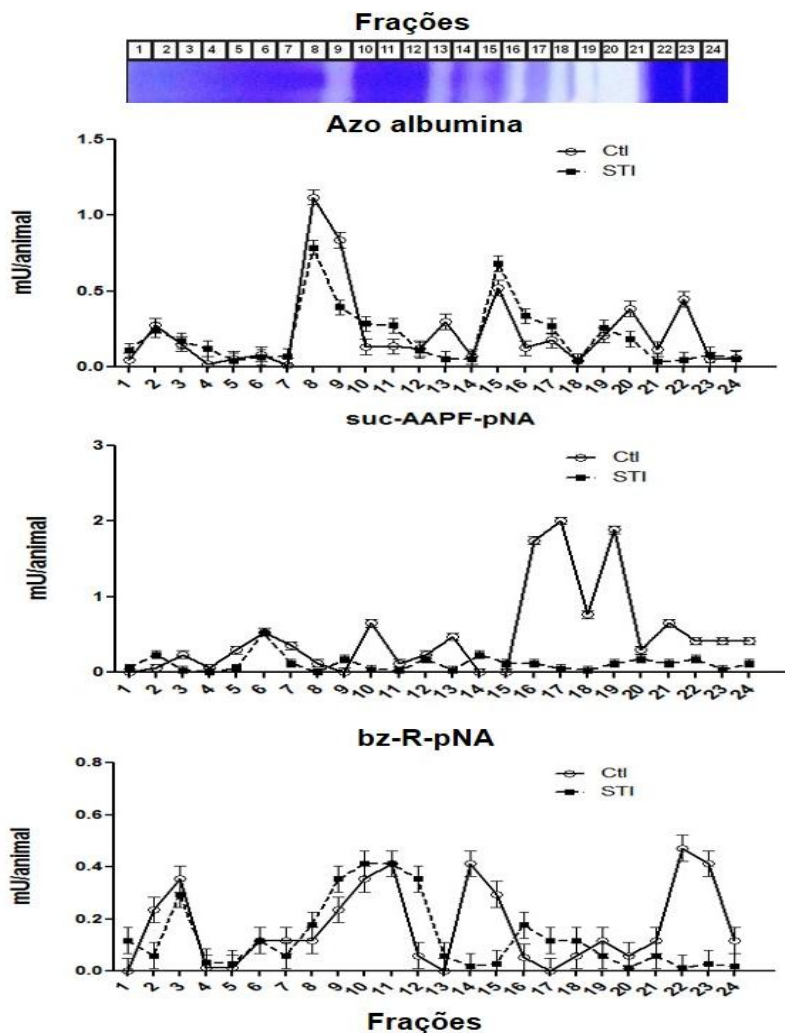 Frações
1 2 3 4 5 6 7 8 9 10 11 12 13 14 15 16 17 18 19 20 21 22 23 24
Azo albumina
1.5
1.0
0.5
0.0
mU/animal
Ctl
STI
1 2 3 4 5 6 7 8 9 10 11 12 13 14 15 16 17 18 19 20 21 22 23 24
suc-AAPF-pNA
3
2
1
0
mU/animal
Ctl
STI
1 2 3 4 5 6 7 8 9 10 11 12 13 14 15 16 17 18 19 20 21 22 23 24
bz-R-pNA
0.8
0.6
0.4
0.2
0.0
mU/animal
Ctl
STI
1 2 3 4 5 6 7 8 9 10 11 12 13 14 15 16 17 18 19 20 21 22 23 24
Frações